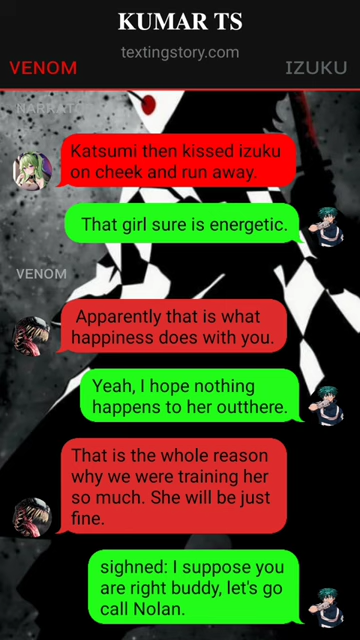 KUMAR TS
textingstory.com
VENOM
IZUKU
NARRATO
Katsumi then kissed izuku
on cheek and run away.
That girl sure is energetic.
VENOM
Apparently that is what
happiness does with you.
Yeah, I hope nothing
happens to her outthere.
That is the whole reason
why we were training her
so much. She will be just
fine.
sighned: I suppose you
are right buddy, let's go
call Nolan.